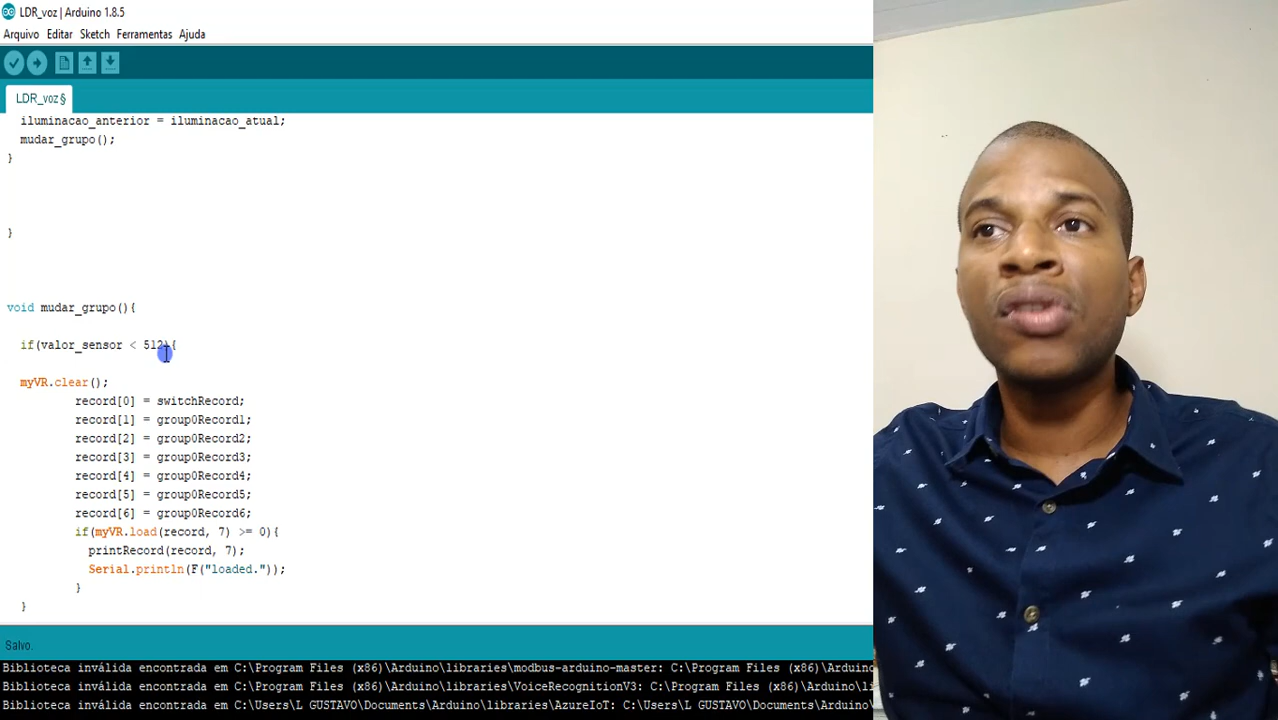 LDR_voz | Arduino 1.8.5
Arquivo Editar Sketch Ferramentas Ajuda
LDR_voz §
iluminacao_anterior = iluminacao_atual;
mudar_grupo();
}
}
void mudar_grupo(){
if(valor_sensor < 512){
myVR.clear();
record[0] = switchRecord;
record[1] = group0Record1;
record[2] = group0Record2;
record[3] = group0Record3;
record[4] = group0Record4;
record[5] = group0Record5;
record[6] = group0Record6;
if(myVR.load(record, 7) >= 0){
printRecord(record, 7);
Serial.println(F("loaded."));
}
}
Salvo.
Biblioteca inválida encontrada em C:\Program Files (x86)\Arduino\libraries\modbus-arduino-master: C:\Program Files (x86)\Arduino
Biblioteca inválida encontrada em C:\Program Files (x86)\Arduino\libraries\VoiceRecognitionV3: C:\Program Files (x86)\Arduino\li
Biblioteca inválida encontrada em C:\Users\L GUSTAVO\Documents\Arduino\libraries\AzureIoT: C:\Users\L GUSTAVO\Documents\Arduino\